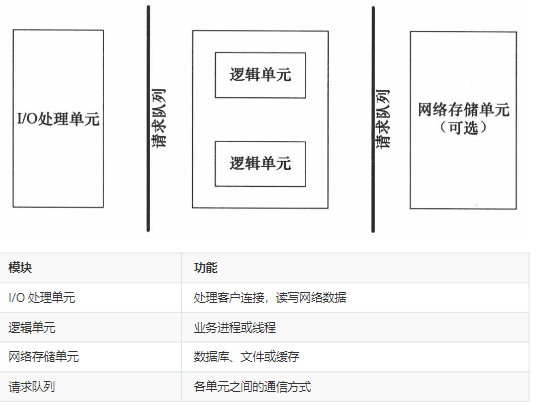 I/O处理单元
请求队列
逻辑单元
逻辑单元
请求队列
网络存储单元
（可选）
模块 功能
I/O 处理单元 处理客户连接，读写网络数据
逻辑单元 业务进程或线程
网络存储单元 数据库、文件或缓存
请求队列 各单元之间的通信方式